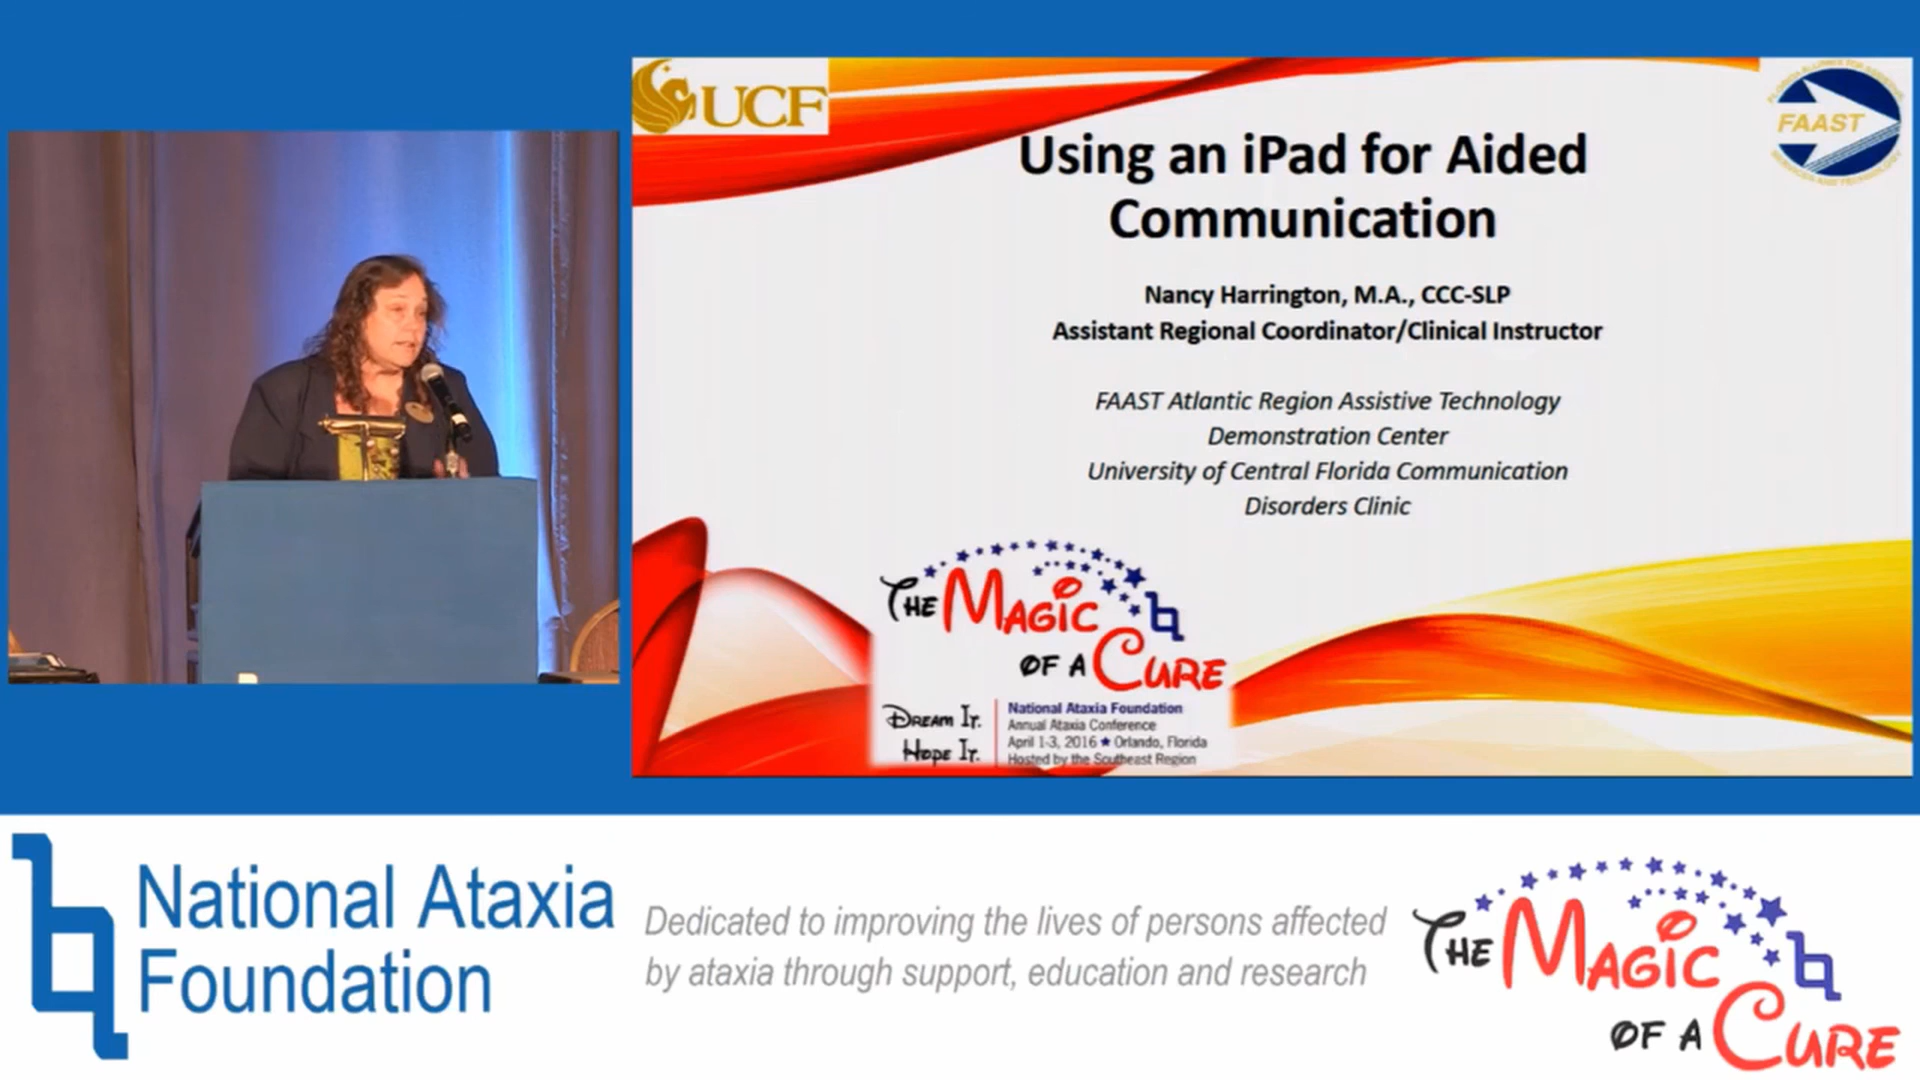 UCF
FAAST
Using an iPad for Aided
Communication
Nancy Harrington, M.A., CCC-SLP
Assistant Regional Coordinator/Clinical Instructor
FAAST Atlantic Region Assistive Technology
Demonstration Center
University of Central Florida Communication
Disorders Clinic
THE MAGIC
OF A CURE
DREAM IT.
HOPE IT.
National Ataxia Foundation
Annual Ataxia Conference
April 1-3, 2016 ★ Orlando, Florida
Hosted by the Southeast Region
National Ataxia
Foundation
Dedicated to improving the lives of persons affected
by ataxia through support, education and research
THE MAGIC
OF A CURE